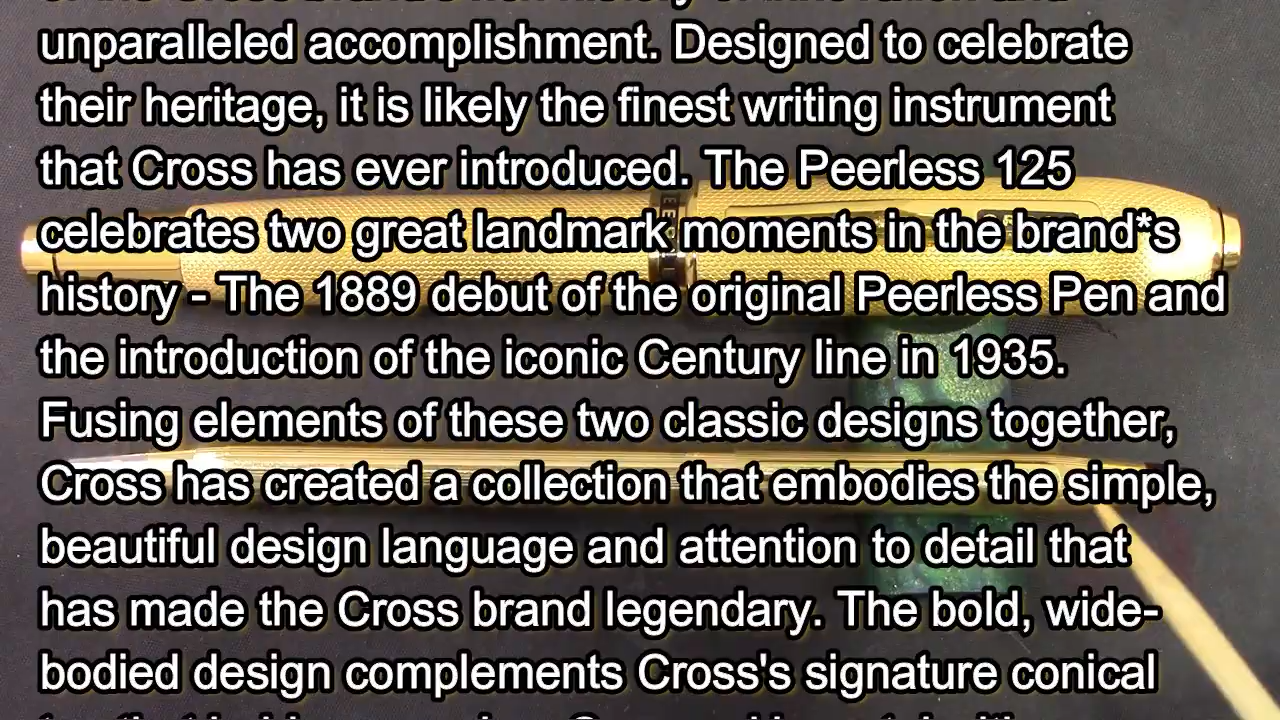 unparalleled accomplishment. Designed to celebrate
their heritage, it is likely the finest writing instrument
that Cross has ever introduced. The Peerless 125
celebrates two great landmark moments in the brand*s
history - The 1889 debut of the original Peerless Pen and
the introduction of the iconic Century line in 1935.
Fusing elements of these two classic designs together,
Cross has created a collection that embodies the simple,
beautiful design language and attention to detail that
has made the Cross brand legendary. The bold, wide-
bodied design complements Cross's signature conical